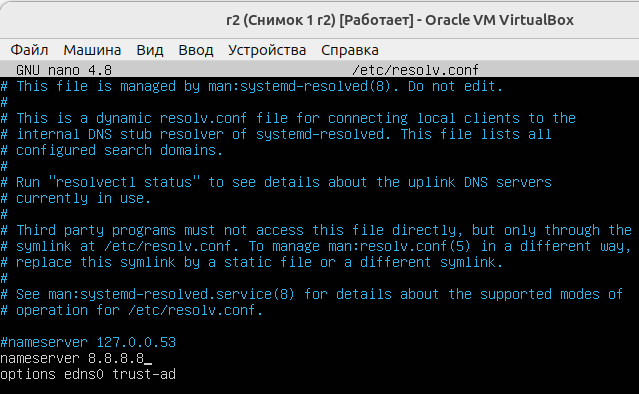 r2 (Снимок 1 r2) [Работает] - Oracle VM VirtualBox
Файл Машина Вид Ввод Устройства Справка
GNU nano 4.8 /etc/resolv.conf
# This file is managed by man:systemd-resolved(8). Do not edit.
#
# This is a dynamic resolv.conf file for connecting local clients to the
# internal DNS stub resolver of systemd-resolved. This file lists all
# configured search domains.
#
# Run "resolvectl status" to see details about the uplink DNS servers
# currently in use.
#
# Third party programs must not access this file directly, but only through the
# symlink at /etc/resolv.conf. To manage man:resolv.conf(5) in a different way,
# replace this symlink by a static file or a different symlink.
#
# See man:systemd-resolved.service(8) for details about the supported modes of
# operation for /etc/resolv.conf.
#nameserver 127.0.0.53
nameserver 8.8.8.8
options edns0 trust-ad